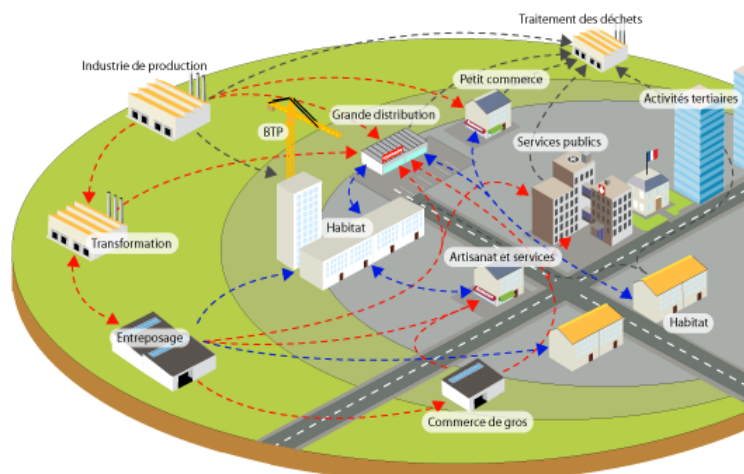 Traitement des déchets
Industrie de production
Petit commerce
Activités tertiaires
Grande distribution
BTP
Services publics
Habitat
Transformation
Artisanat et services
Habitat
Entreposage
Commerce de gros